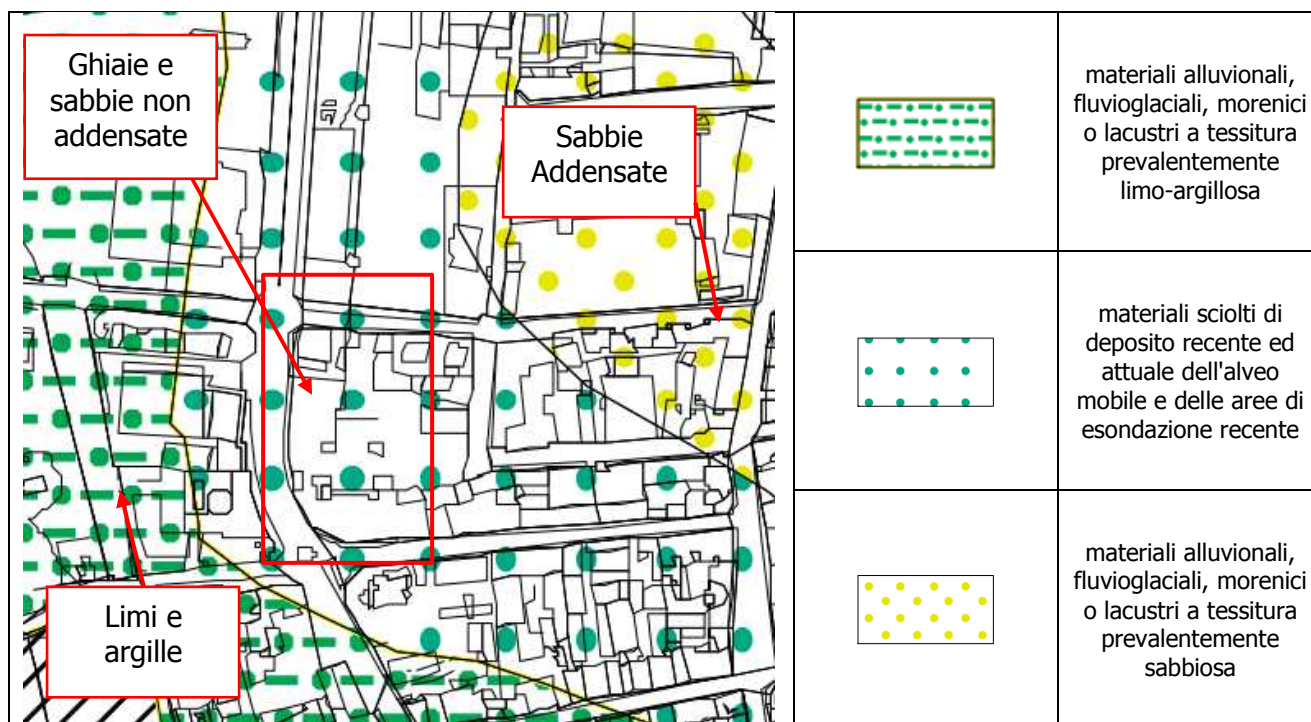 Ghiaie e
sabbie non
addensate
Sabbie
Addensate
Limi e
argille
materiali alluvionali,
fluvioglaciali, morenici
o lacustri a tessitura
prevalentemente
limo-argillosa
materiali sciolti di
deposito recente ed
attuale dell'alveo
mobile e delle aree di
esondazione recente
materiali alluvionali,
fluvioglaciali, morenici
o lacustri a tessitura
prevalentemente
sabbiosa